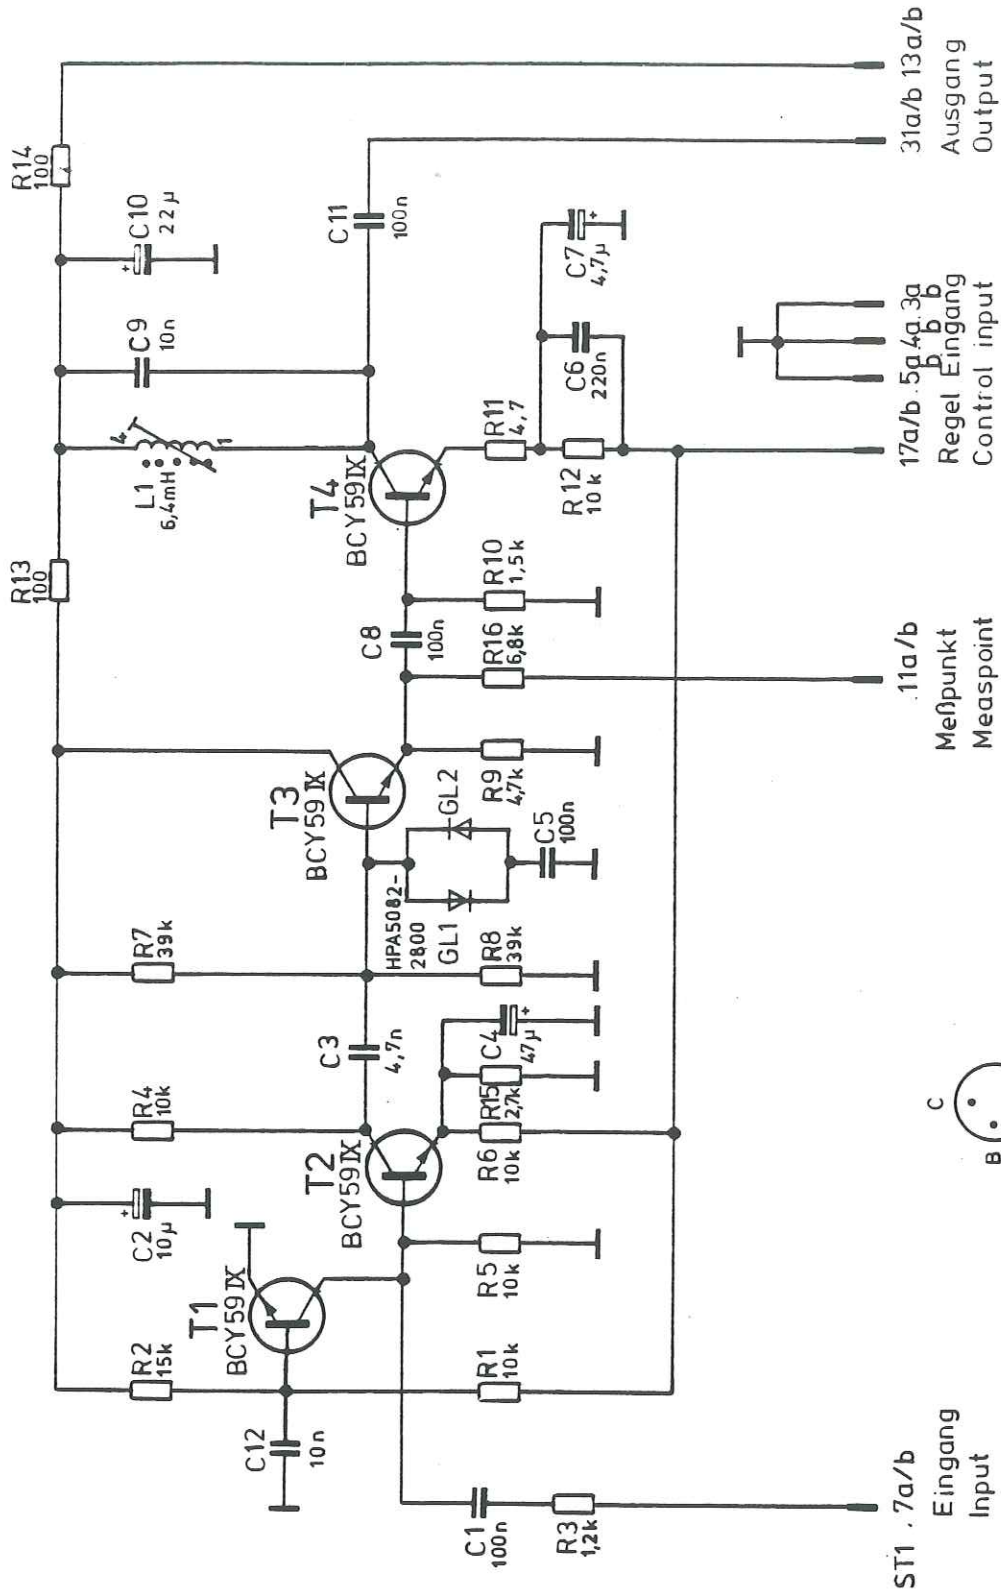 R14
100
C10
22µ
+
C9
10n
C11
100n
4
1
L1
6,4mH
T4
BCY59IX
R11
4,7
C7
4,7µ
+
C6
220n
R12
10k
R13
100
C8
100n
R10
1,5k
R16
6,8k
T3
BCY59IX
R9
4,7k
GL2
GL1
HPA5082-
2800
C5
100n
R7
39k
R8
39k
C3
4,7n
C4
47µ
+
R15
2,7k
R4
10k
R6
10k
T2
BCY59IX
C2
10µ
+
T1
BCY59IX
R5
10k
R2
15k
R1
10k
C12
10n
C1
100n
R3
1,2k
C
B
ST1 . 7a/b
Eingang
Input
.11a/b
Meßpunkt
Measpoint
17a/b .5a.4a.3a
b b b
Regel Eingang
Control input
31a/b 13a/b
Ausgang
Output